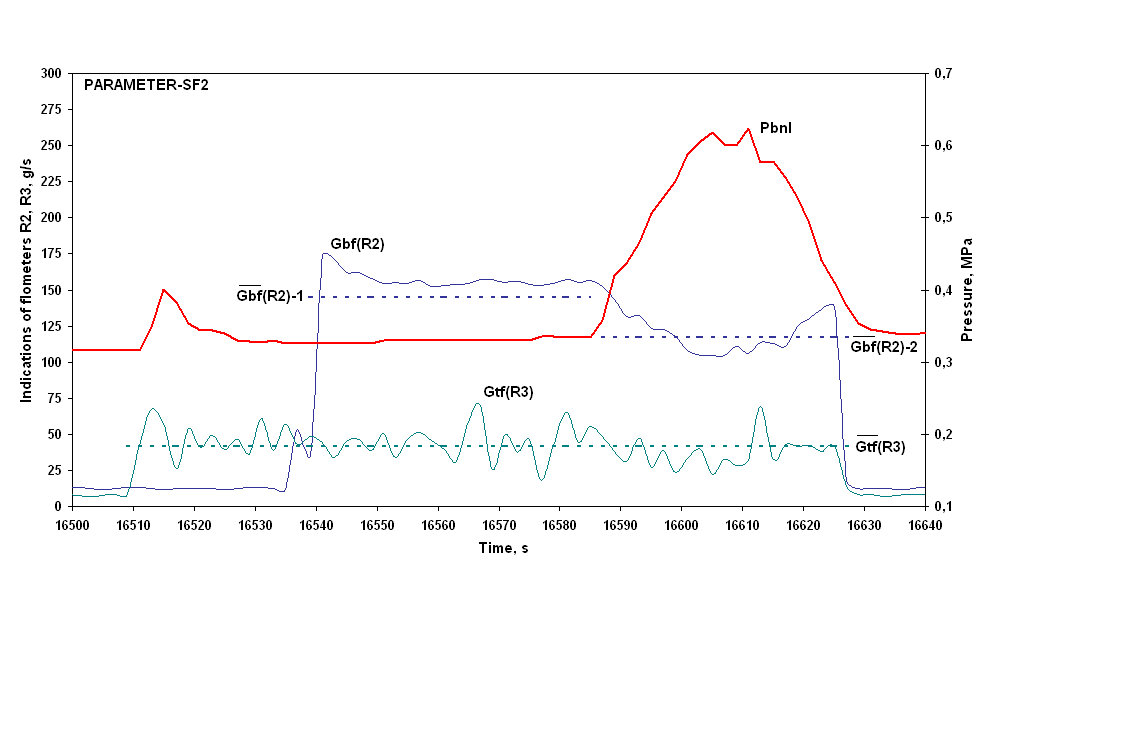 PARAMETER-SF2
Indications of flometers R2, R3, g/s
300
275
250
225
200
175
150
125
100
75
50
25
0
Pbnl
Gbf(R2)
Gbf(R2)-1
Gbf(R2)-2
Gtf(R3)
Gtf(R3)
0,7
0,6
0,5
0,4
0,3
0,2
0,1
Pressure, MPa
16500 16510 16520 16530 16540 16550 16560 16570 16580 16590 16600 16610 16620 16630 16640
Time, s